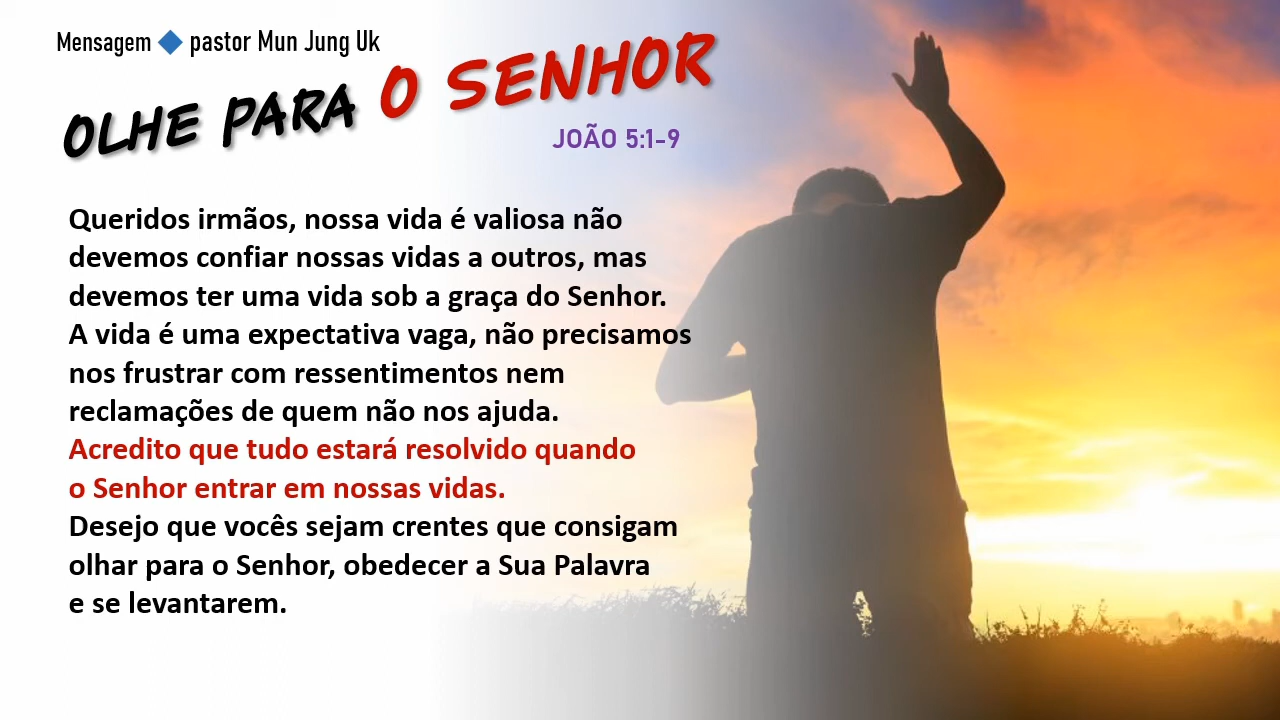 Mensagem 🔷 pastor Mun Jung Uk
OLHE PARA O SENHOR
JOÃO 5:1-9
Queridos irmãos, nossa vida é valiosa não
devemos confiar nossas vidas a outros, mas
devemos ter uma vida sob a graça do Senhor.
A vida é uma expectativa vaga, não precisamos
nos frustrar com ressentimentos nem
reclamações de quem não nos ajuda.
Acredito que tudo estará resolvido quando
o Senhor entrar em nossas vidas.
Desejo que vocês sejam crentes que consigam
olhar para o Senhor, obedecer a Sua Palavra
e se levantarem.